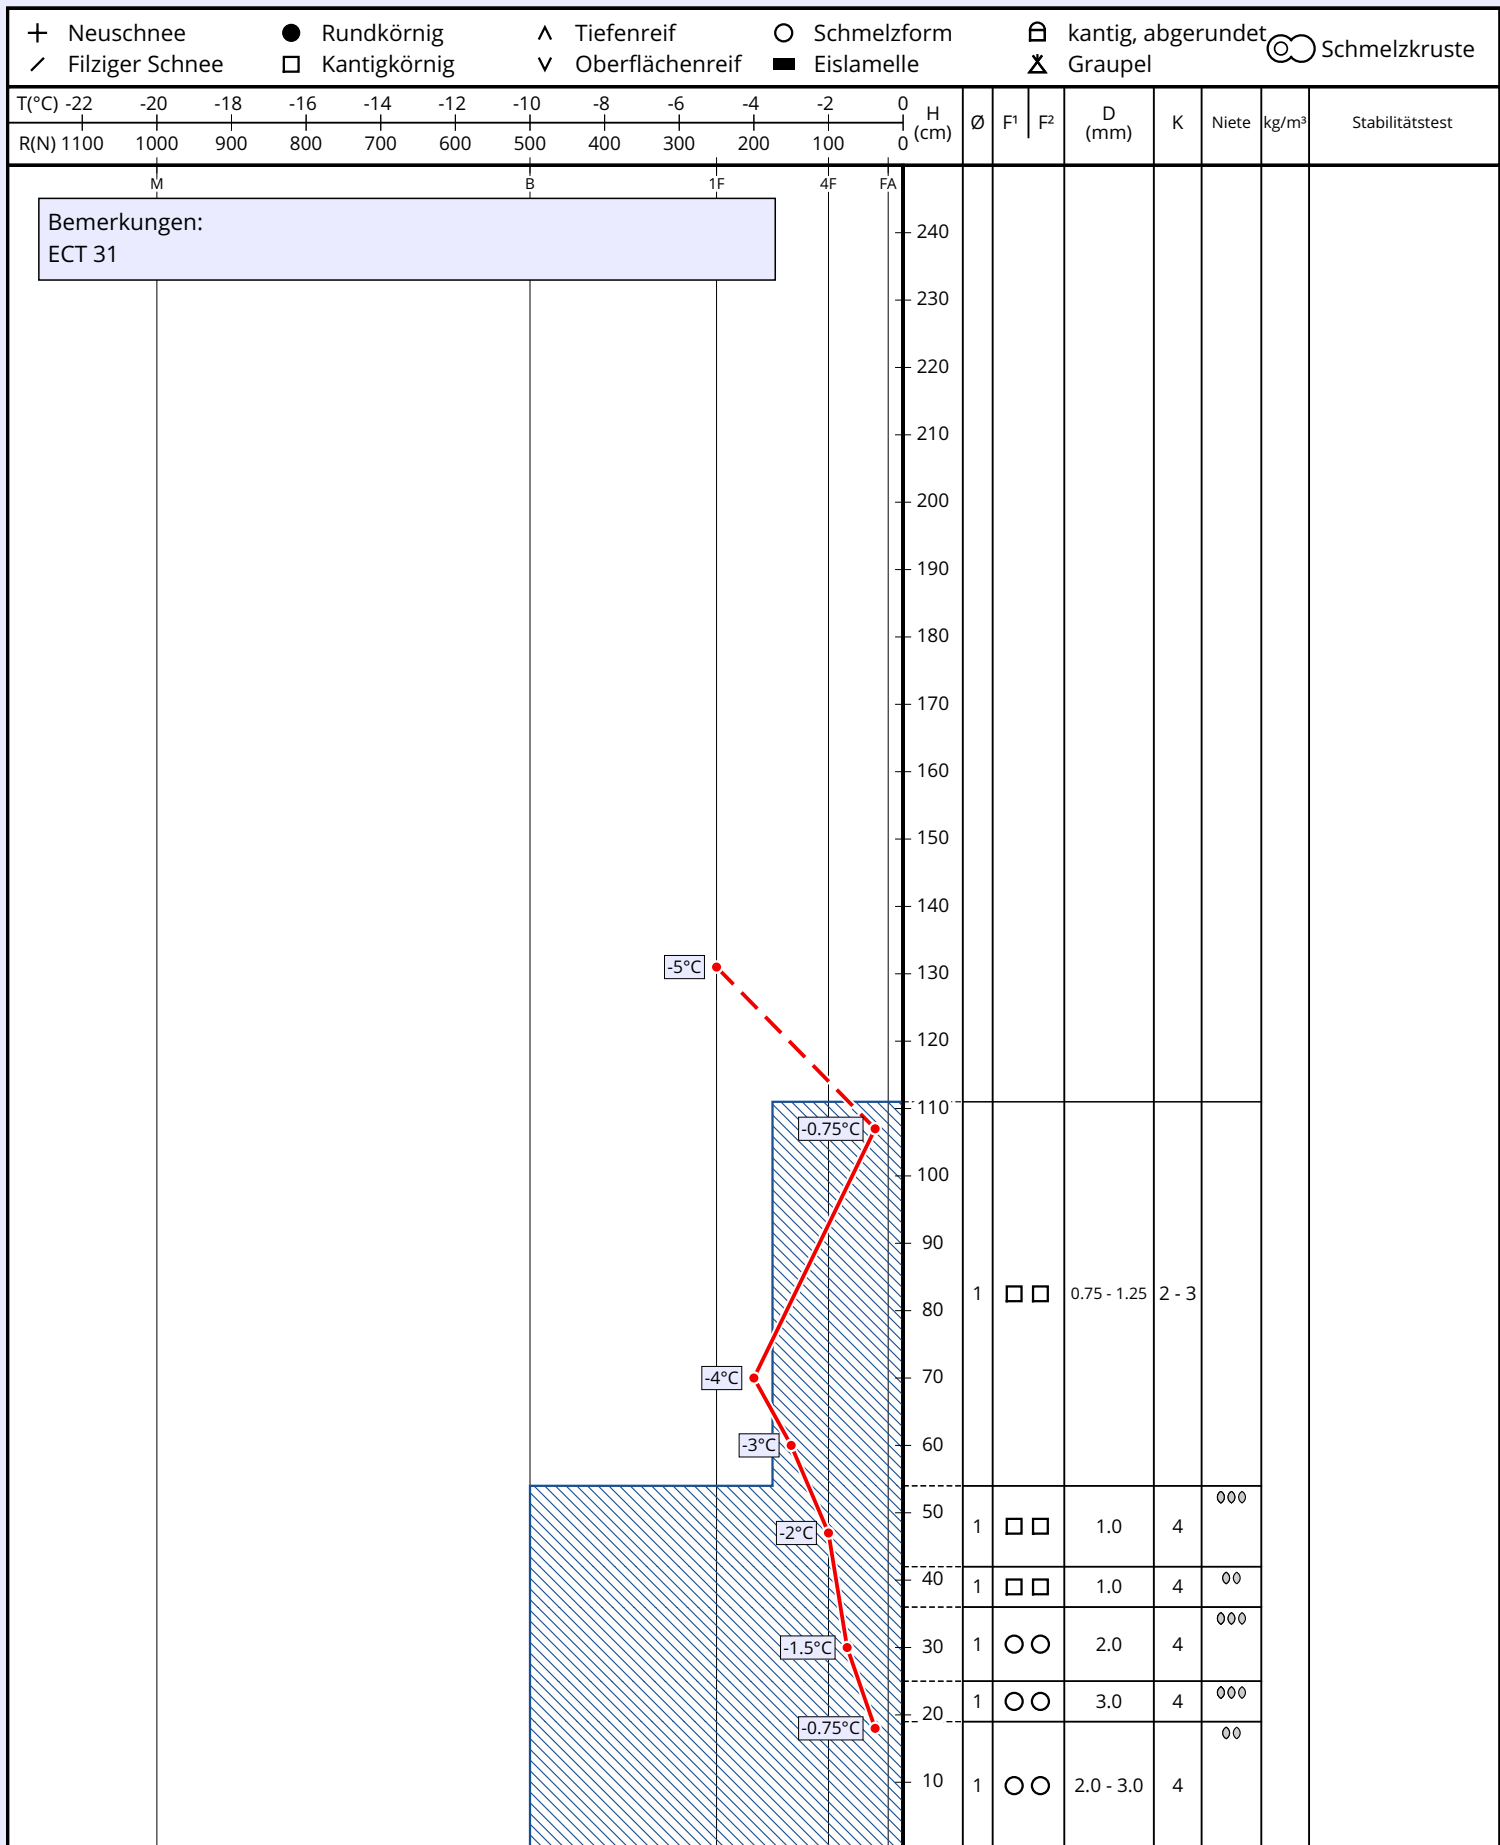 Neuschnee Rundkörnig Tiefenreif Schmelzform kantig, abgerundet Schmelzkruste
Filziger Schnee Kantigkörnig Oberflächenreif Eislamelle Graupel
T(°C) -22 -20 -18 -16 -14 -12 -10 -8 -6 -4 -2 0
R(N) 1100 1000 900 800 700 600 500 400 300 200 100 0
H (cm) Ø F¹ F² D (mm) K Niete kg/m³ Stabilitätstest
M B 1F 4F FA
Bemerkungen:
ECT 31
240
230
220
210
200
190
180
170
160
150
140
-5°C 130
120
110
-0.75°C
100
90
1 0.75 - 1.25 2 - 3
80
-4°C 70
-3°C 60
50
-2°C 1 1.0 4
40 1 1.0 4
-1.5°C 30 1 2.0 4
1 3.0 4
20
-0.75°C
10 1 2.0 - 3.0 4